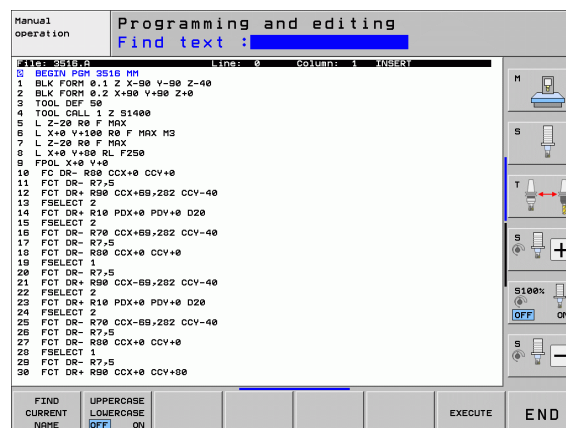 Manual
operation
Programming and editing
Find text :
File: 3516.A Line: 0 Column: 1 INSERT
0 BEGIN PGM 3516 MM
1 BLK FORM 0.1 Z X-90 Y-90 Z-40
2 BLK FORM 0.2 X+90 Y+90 Z+0
3 TOOL DEF 50
4 TOOL CALL 1 Z S1400
5 L Z-20 R0 F MAX
6 L X+0 Y+100 R0 F MAX M3
7 L Z-20 R0 F MAX
8 L X+0 Y+80 RL F250
9 FPOL X+0 Y+0
10 FC DR- R80 CCX+0 CCY+0
11 FCT DR- R7,5
12 FCT DR+ R90 CCX+69,282 CCY-40
13 FSELECT 2
14 FCT DR+ R10 PDX+0 PDY+0 D20
15 FSELECT 2
16 FCT DR- R70 CCX+69,282 CCY-40
17 FCT DR- R7,5
18 FCT DR- R80 CCX+0 CCY+0
19 FSELECT 1
20 FCT DR- R7,5
21 FCT DR+ R90 CCX-69,282 CCY-40
22 FSELECT 2
23 FCT DR+ R10 PDX+0 PDY+0 D20
24 FSELECT 2
25 FCT DR- R70 CCX-69,282 CCY-40
26 FCT DR- R7,5
27 FCT DR- R80 CCX+0 CCY+0
28 FSELECT 1
29 FCT DR- R7,5
30 FCT DR+ R90 CCX+0 CCY+80
M
S
T
S
+
S100%
OFF ON
S
-
FIND
CURRENT
NAME
UPPERCASE
LOWERCASE
OFF ON
EXECUTE
END